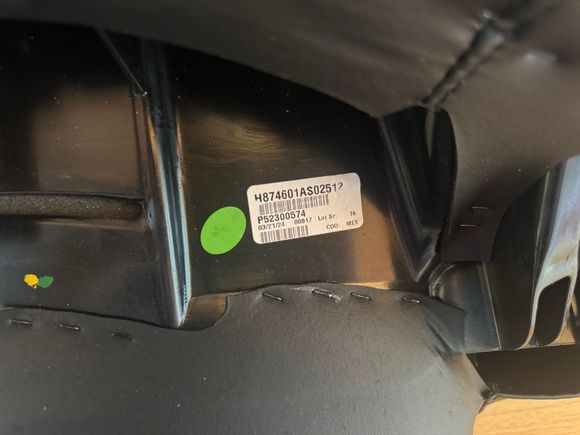 H874601AS02512
P52300574
03/21/24 00917 Lot Sr: 16
COO: MEX